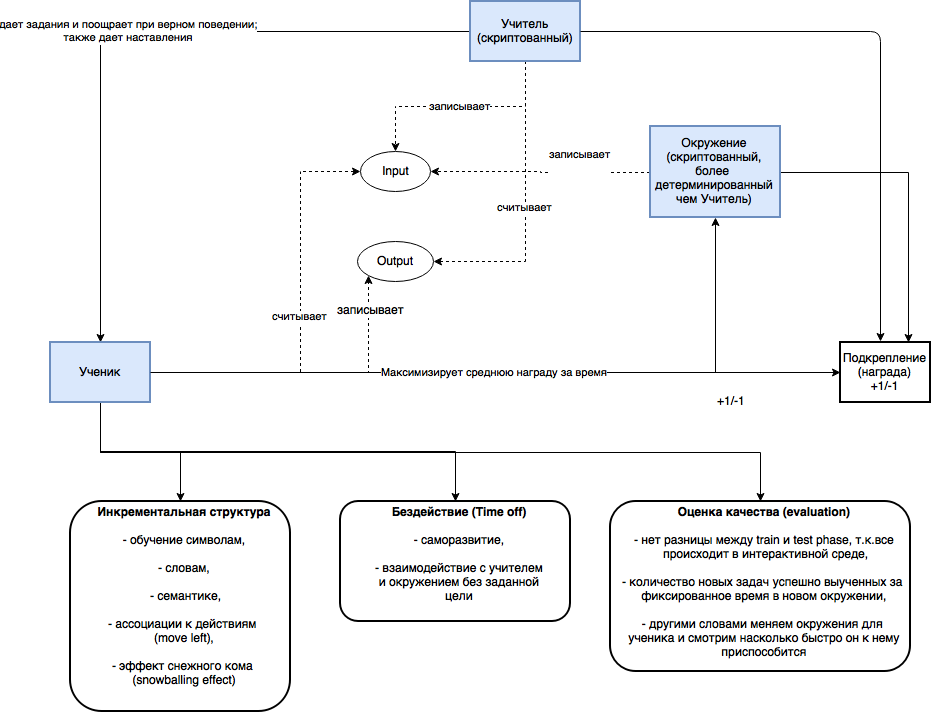 Учитель
(скриптованный)
дает задания и поощрает при верном поведении;
также дает наставления
записывает
Окружение
(скриптованный,
более
детерминированный
чем Учитель)
записывает
Input
считывает
Output
считывает
записывает
Ученик
Максимизирует среднюю награду за время
Подкрепление
(награда)
+1/-1
+1/-1
Инкрементальная структура
- обучение символам,
- словам,
- семантике,
- ассоциации к действиям
(move left),
- эффект снежного кома
(snowballing effect)
Бездействие (Time off)
- саморазвитие,
- взаимодействие с учителем
и окружением без заданной
цели
Оценка качества (evaluation)
- нет разницы между train и test phase, т.к.все
происходит в интерактивной среде,
- количество новых задач успешно выученных за
фиксированное время в новом окружении,
- другими словами меняем окружения для
ученика и смотрим насколько быстро он к нему
приспособится